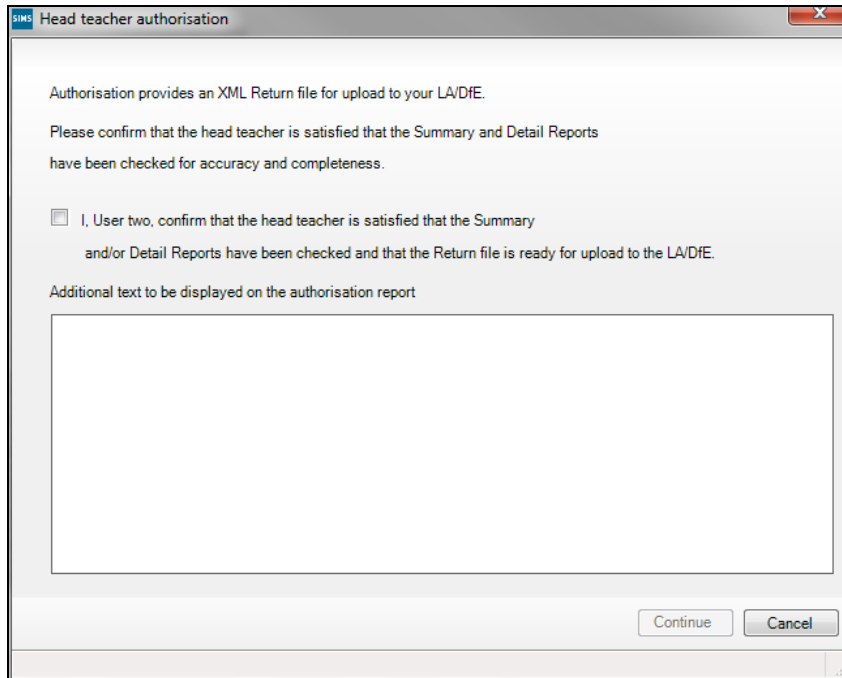 SIMS Head teacher authorisation
Authorisation provides an XML Return file for upload to your LA/DfE.
Please confirm that the head teacher is satisfied that the Summary and Detail Reports
have been checked for accuracy and completeness.
I, User two, confirm that the head teacher is satisfied that the Summary
and/or Detail Reports have been checked and that the Return file is ready for upload to the LA/DfE.
Additional text to be displayed on the authorisation report
Continue Cancel